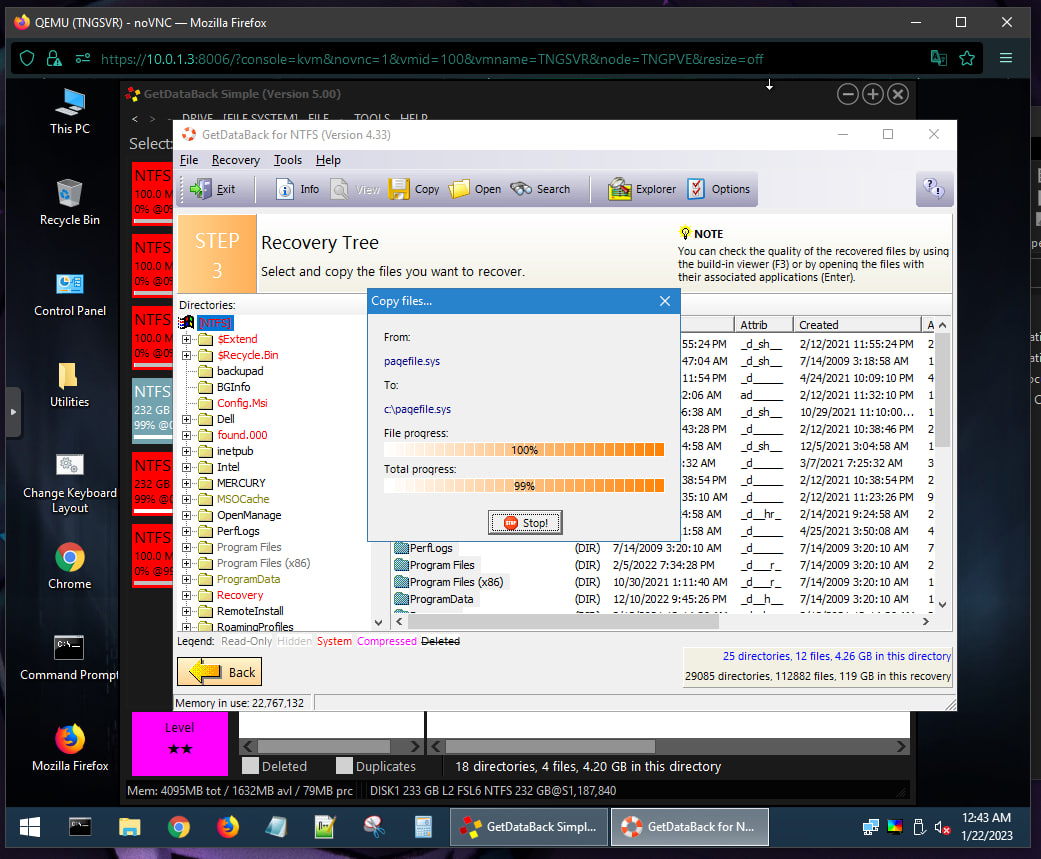 QEMU (TNGSVR) - noVNC — Mozilla Firefox
https://10.0.1.3:8006/?console=kvm&novnc=1&vmid=100&vmname=TNGSVR&node=TNGPVE&resize=off
This PC
Recycle Bin
Control Panel
Utilities
Change Keyboard
Layout
Chrome
Command Prompt
Mozilla Firefox
GetDataBack Simple (Version 5.00)
< > - DRIVE [FILE SYSTEM] FILE - TOOLS HELP
Select
NTFS
100.0 M
0% @0
NTFS
100.0 M
0% @0
NTFS
100.0 M
0% @0
NTFS
232 GB
99% @0
NTFS
232 GB
99% @0
NTFS
100.0 M
0% @99
GetDataBack for NTFS (Version 4.33)
File Recovery Tools Help
Exit Info View Copy Open Search Explorer Options
STEP
3
Recovery Tree
Select and copy the files you want to recover.
NOTE
You can check the quality of the recovered files by using
the build-in viewer (F3) or by opening the files with
their associated applications (Enter).
Directories:
[NTFS]
$Extend
$Recycle.Bin
backupad
BGInfo
Config.Msi
Dell
found.000
inetpub
Intel
MERCURY
MSOCache
OpenManage
PerfLogs
Program Files
Program Files (x86)
ProgramData
Recovery
RemoteInstall
RoamingProfiles
Copy files...
From:
pagefile.sys
To:
c:\pagefile.sys
File progress:
100%
Total progress:
99%
STOP Stop!
Attrib Created A
55:24 PM _d_sh__ 2/12/2021 11:55:24 PM 2
47:04 AM _d_sh__ 7/14/2009 3:18:58 AM 1
11:54 PM _d_____ 4/24/2021 10:09:10 PM 4
2:06 AM ad_____ 2/12/2021 11:32:10 PM 1
6:38 AM _d_sh__ 10/29/2021 11:10:00...
43:28 PM _d_____ 2/12/2021 10:38:46 PM 2
4:58 AM _d_sh__ 12/5/2021 3:04:58 AM 1
:32 AM _d_____ 3/7/2021 7:25:32 AM 3
38:54 PM _d_____ 2/12/2021 10:38:54 PM 2
35:10 AM _d_____ 2/12/2021 11:23:26 PM 9
4:58 AM _d__hr_ 2/14/2021 9:24:58 AM 1
1:58 AM _d_____ 4/25/2021 3:50:08 AM 4
PerfLogs (DIR) 7/14/2009 3:20:10 AM _d_____ 7/14/2009 3:20:10 AM 7
Program Files (DIR) 2/5/2022 7:34:28 PM _d___r_ 7/14/2009 3:20:10 AM 2
Program Files (x86) (DIR) 10/30/2021 1:11:40 AM _d___r_ 7/14/2009 3:20:10 AM 1
ProgramData (DIR) 12/10/2022 9:45:26 PM _d__h__ 7/14/2009 3:20:10 AM 2
Legend: Read-Only Hidden System Compressed Deleted
Back
25 directories, 12 files, 4.26 GB in this directory
29085 directories, 112882 files, 119 GB in this recovery
Memory in use: 22,767,132
Level
★★
Deleted Duplicates 18 directories, 4 files, 4.20 GB in this directory
Mem: 4095MB tot / 1632MB avl / 79MB prc DISK1 233 GB L2 FSL6 NTFS 232 GB@S1,187,840
GetDataBack Simpl...
GetDataBack for N...
12:43 AM
1/22/2023